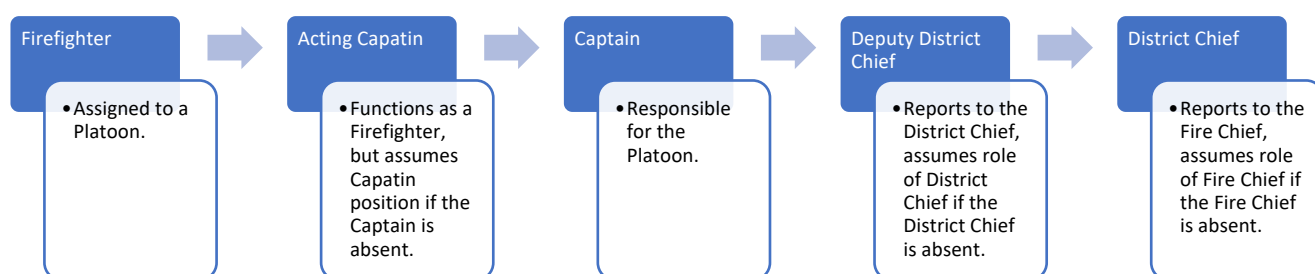 Firefighter
•Assigned to a
Platoon.
Acting Capatin
•Functions as a
Firefighter,
but assumes
Capatin
position if the
Captain is
absent.
Captain
•Responsible
for the
Platoon.
Deputy District
Chief
•Reports to the
District Chief,
assumes role
of District
Chief if the
District Chief
is absent.
District Chief
•Reports to the
Fire Chief,
assumes role
of Fire Chief if
the Fire Chief
is absent.